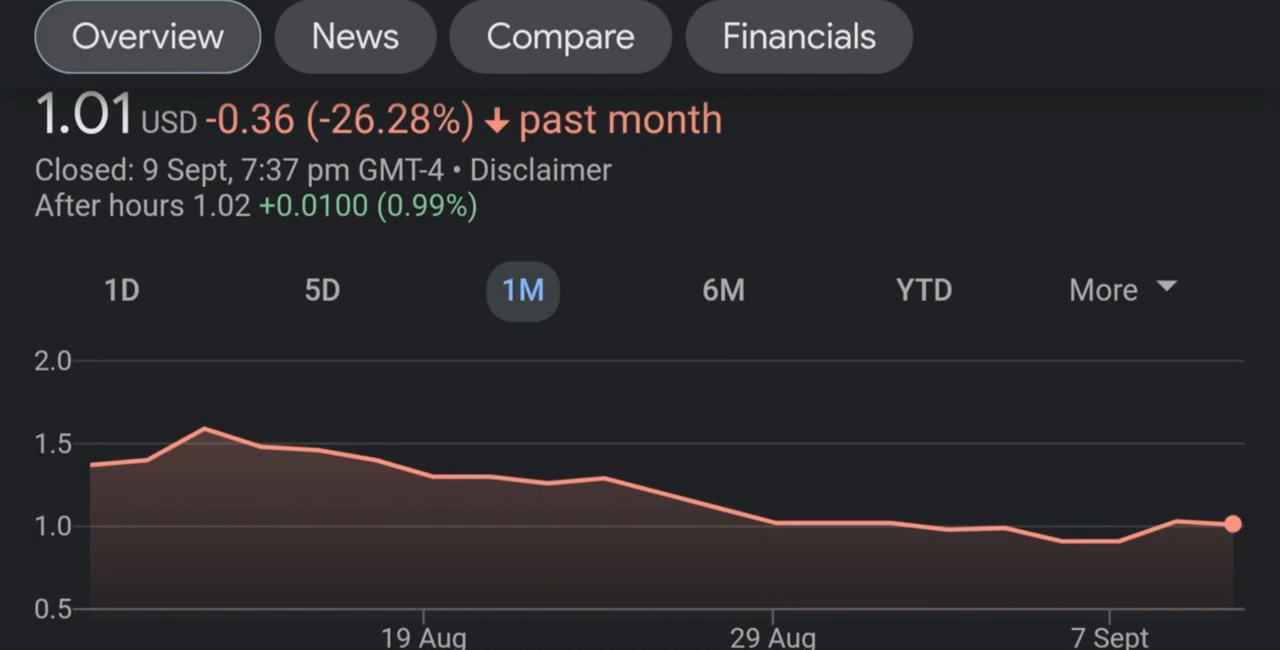 Overview News Compare Financials
1.01 USD -0.36 (-26.28%) ↓ past month
Closed: 9 Sept, 7:37 pm GMT-4 • Disclaimer
After hours 1.02 +0.0100 (0.99%)
1D 5D 1M 6M YTD More
2.0
1.5
1.0
0.5
19 Aug 29 Aug 7 Sept